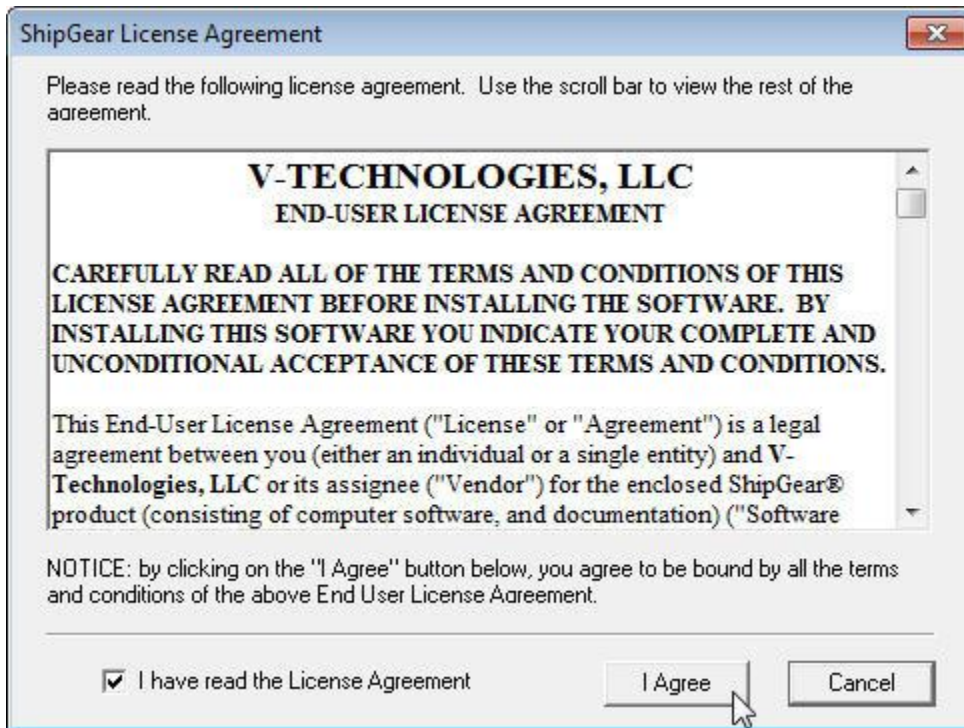 ShipGear License Agreement
Please read the following license agreement.  Use the scroll bar to view the rest of the
agreement.
V-TECHNOLOGIES, LLC
END-USER LICENSE AGREEMENT
CAREFULLY READ ALL OF THE TERMS AND CONDITIONS OF THIS
LICENSE AGREEMENT BEFORE INSTALLING THE SOFTWARE.  BY
INSTALLING THIS SOFTWARE YOU INDICATE YOUR COMPLETE AND
UNCONDITIONAL ACCEPTANCE OF THESE TERMS AND CONDITIONS.
This End-User License Agreement ("License" or "Agreement") is a legal
agreement between you (either an individual or a single entity) and V-
Technologies, LLC or its assignee ("Vendor") for the enclosed ShipGear®
product (consisting of computer software, and documentation) ("Software
NOTICE: by clicking on the "I Agree" button below, you agree to be bound by all the terms
and conditions of the above End User License Agreement.
I have read the License Agreement
I Agree
Cancel